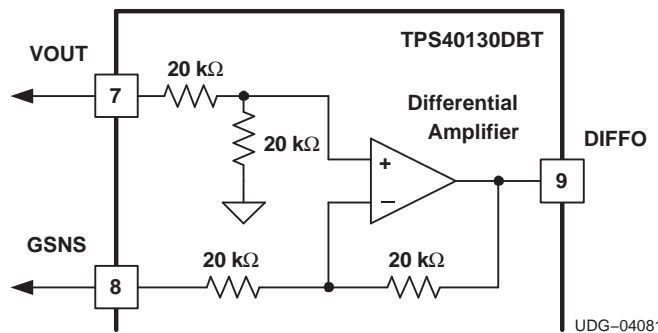 TPS40130DBT
VOUT
7
20 kΩ
20 kΩ
Differential
Amplifier
DIFFO
+
−
9
GSNS
8
20 kΩ
20 kΩ
UDG−04081